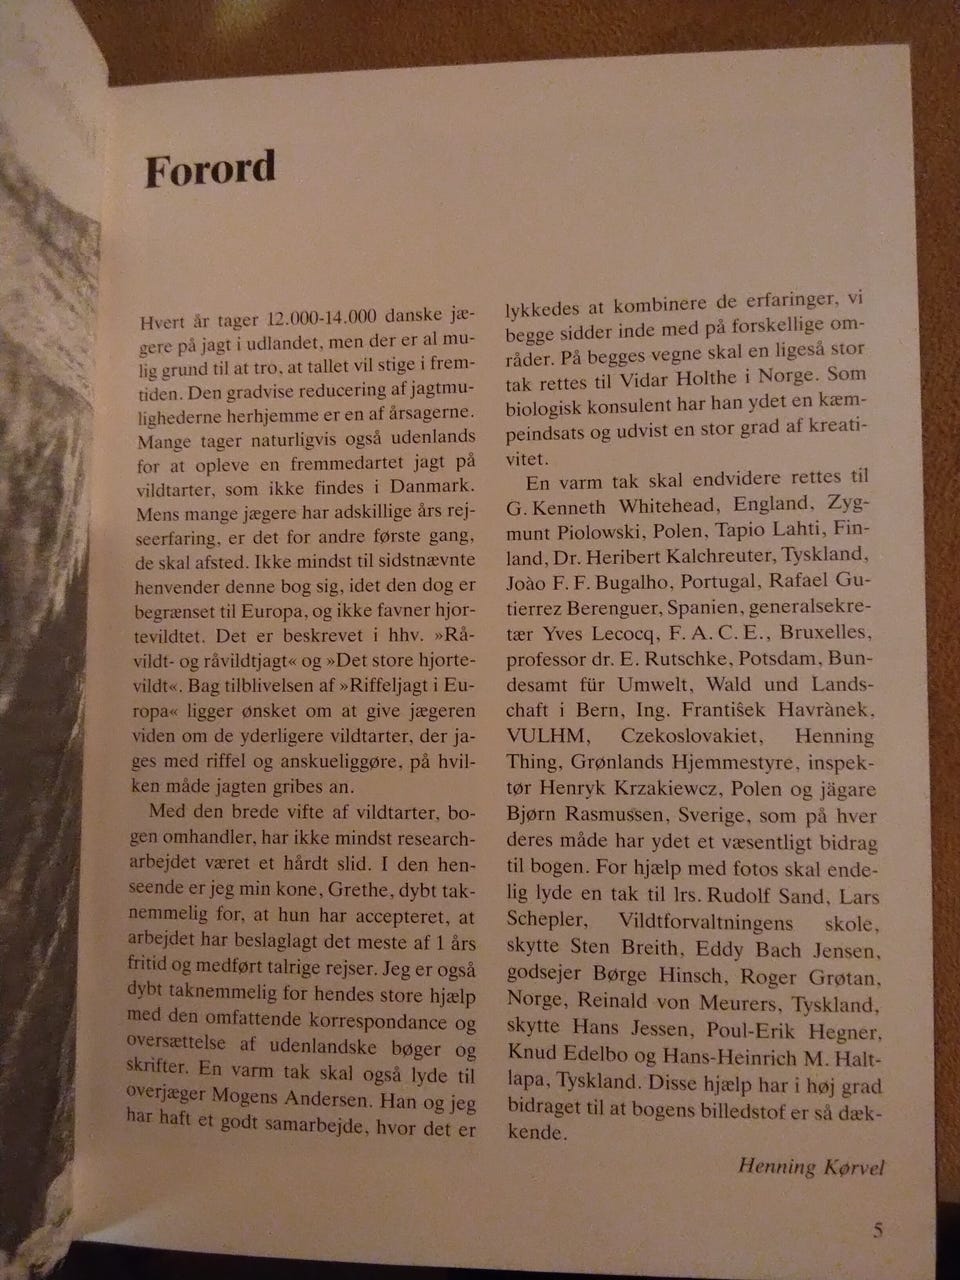 Forord
Hvert år tager 12.000-14.000 danske jæ-
gere på jagt i udlandet, men der er al mu-
lig grund til at tro, at tallet vil stige i frem-
tiden. Den gradvise reducering af jagtmu-
lighederne herhjemme er en af årsagerne.
Mange tager naturligvis også udenlands
for at opleve en fremmedartet jagt på
vildtarter, som ikke findes i Danmark.
Mens mange jægere har adskillige års rej-
seerfaring, er det for andre første gang,
de skal afsted. Ikke mindst til sidstnævnte
henvender denne bog sig, idet den dog er
begrænset til Europa, og ikke favner hjor-
tevildtet. Det er beskrevet i hhv. »Rå-
vildt- og råvildtjagt« og »Det store hjorte-
vildt«. Bag tilblivelsen af »Riffeljagt i Eu-
ropa« ligger ønsket om at give jægeren
viden om de yderligere vildtarter, der ja-
ges med riffel og anskueliggøre, på hvil-
ken måde jagten gribes an.
Med den brede vifte af vildtarter, bo-
gen omhandler, har ikke mindst research-
arbejdet været et hårdt slid. I den hen-
seende er jeg min kone, Grethe, dybt tak-
nemmelig for, at hun har accepteret, at
arbejdet har beslaglagt det meste af 1 års
fritid og medført talrige rejser. Jeg er også
dybt taknemmelig for hendes store hjælp
med den omfattende korrespondance og
oversættelse af udenlandske bøger og
skrifter. En varm tak skal også lyde til
overjæger Mogens Andersen. Han og jeg
har haft et godt samarbejde, hvor det er
lykkedes at kombinere de erfaringer, vi
begge sidder inde med på forskellige om-
råder. På begges vegne skal en ligeså stor
tak rettes til Vidar Holthe i Norge. Som
biologisk konsulent har han ydet en kæm-
peindsats og udvist en stor grad af kreati-
vitet.
En varm tak skal endvidere rettes til
G. Kenneth Whitehead, England, Zyg-
munt Piolowski, Polen, Tapio Lahti, Fin-
land, Dr. Heribert Kalchreuter, Tyskland,
Joào F. F. Bugalho, Portugal, Rafael Gu-
tierrez Berenguer, Spanien, generalsekre-
tær Yves Lecocq, F. A. C. E., Bruxelles,
professor dr. E. Rutschke, Potsdam, Bun-
desamt für Umwelt, Wald und Lands-
chaft i Bern, Ing. Frantiŝek Havrànek,
VULHM, Czekoslovakiet, Henning
Thing, Grønlands Hjemmestyre, inspek-
tør Henryk Krzakiewcz, Polen og jägare
Bjørn Rasmussen, Sverige, som på hver
deres måde har ydet et væsentligt bidrag
til bogen. For hjælp med fotos skal ende-
lig lyde en tak til lrs. Rudolf Sand, Lars
Schepler, Vildtforvaltningens skole,
skytte Sten Breith, Eddy Bach Jensen,
godsejer Børge Hinsch, Roger Grøtan,
Norge, Reinald von Meurers, Tyskland,
skytte Hans Jessen, Poul-Erik Hegner,
Knud Edelbo og Hans-Heinrich M. Halt-
lapa, Tyskland. Disse hjælp har i høj grad
bidraget til at bogens billedstof er så dæk-
kende.
Henning Kørvel
5